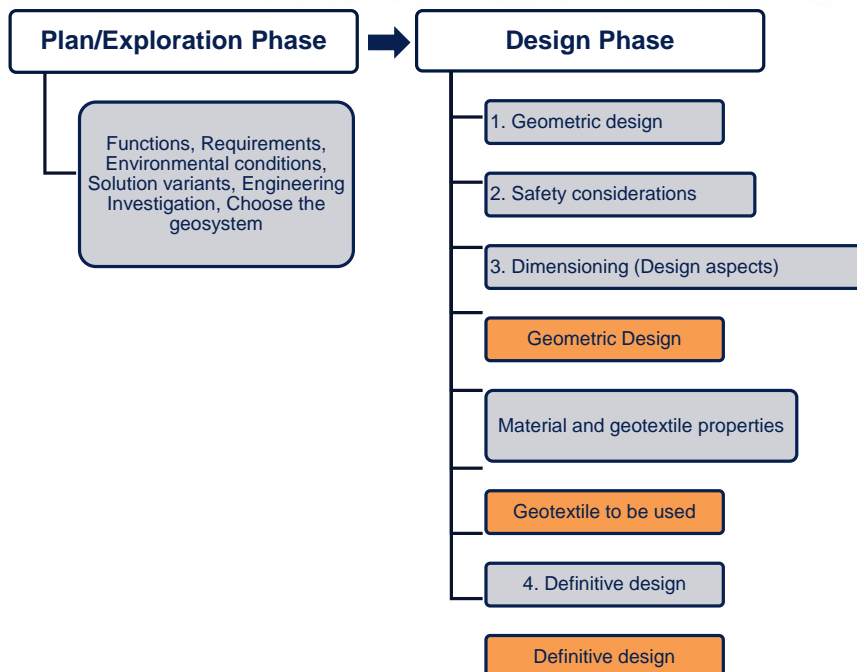 Plan/Exploration Phase
Design Phase
Functions, Requirements,
Environmental conditions,
Solution variants, Engineering
Investigation, Choose the
geosystem
1. Geometric design
2. Safety considerations
3. Dimensioning (Design aspects)
Geometric Design
Material and geotextile properties
Geotextile to be used
4. Definitive design
Definitive design